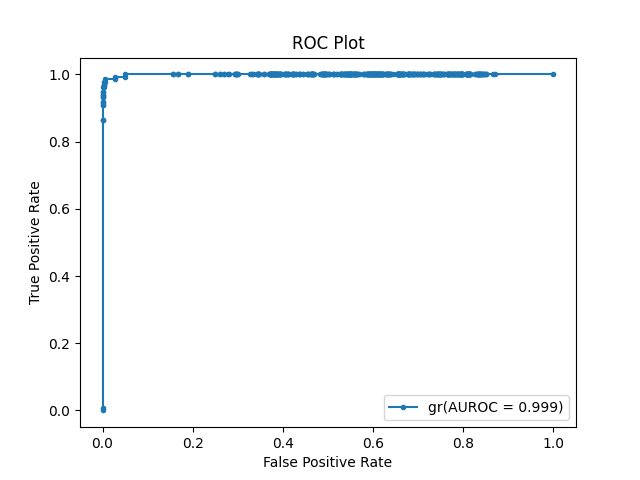 ROC Plot
True Positive Rate
1.0
0.8
0.6
0.4
0.2
0.0
gr(AUROC = 0.999)
0.0 0.2 0.4 0.6 0.8 1.0
False Positive Rate